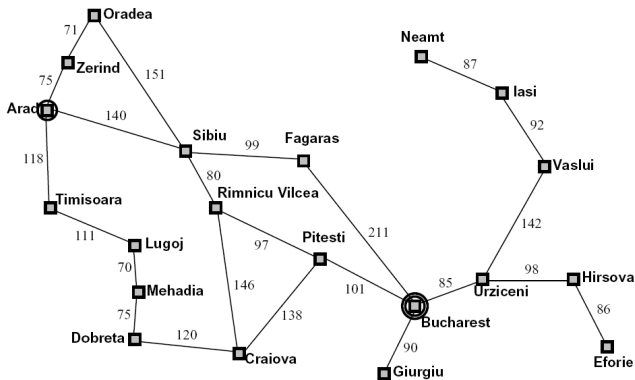 Oradea
71
Neamt
87
Zerind
75
151
Iasi
Arad
140
92
Sibiu
99
Fagaras
118
Vaslui
80
Timisoara
Rimnicu Vilcea
111
97
Pitesti
211
142
Lugoj
70
146
101
85
98
Hirsova
Mehadia
Urziceni
75
138
86
Bucharest
Dobreta
120
90
Craiova
Eforie
Giurgiu